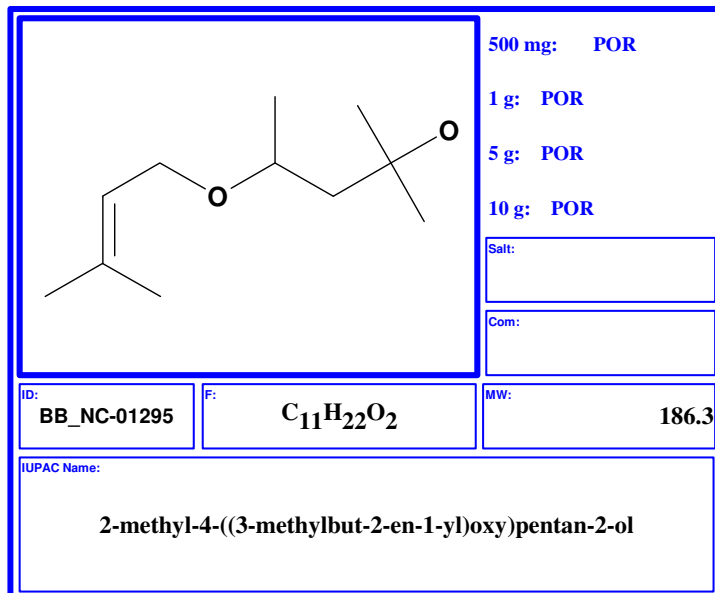 500 mg: POR
1 g: POR
O
5 g: POR
O
10 g: POR
Salt:
Com:
ID:
BB_NC-01295
F:
C11H22O2
MW:
186.3
IUPAC Name:
2-methyl-4-((3-methylbut-2-en-1-yl)oxy)pentan-2-ol